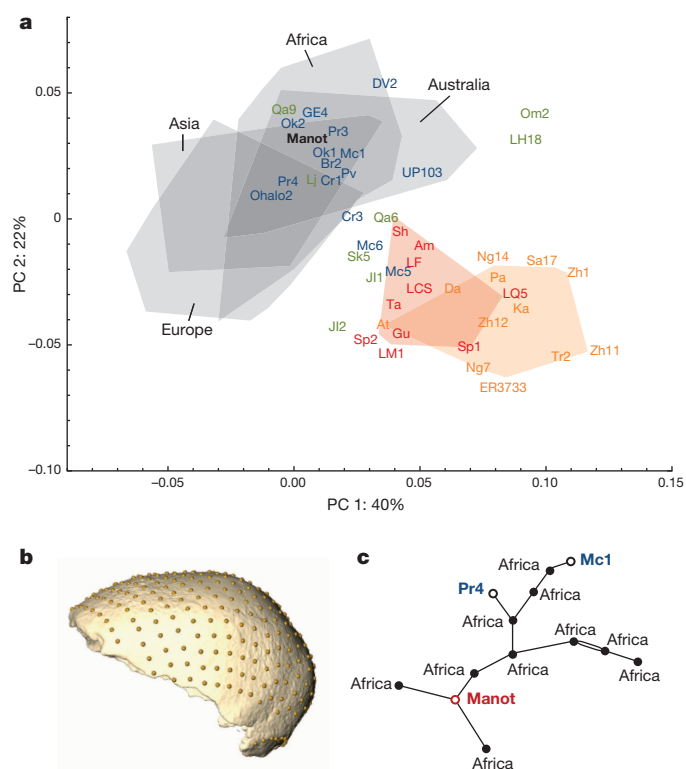 a
Africa
DV2
Australia
Qa9
GE4
Om2
Ok2
Asia
Manot
Pr3
LH18
Ok1 Mc1
Br2
UP103
Pv
Pr4
Lj
Cr1
Ohalo2
Cr3
Qa6
Sh
Mc6
Am
Sk5
LF
Ng14
Sa17
JI1
Mc5
Pa
Zh1
LCS
Da
LQ5
Ta
Ka
Europe
JI2
At
Zh12
Sp2
Gu
LM1
Sp1
Zh11
Tr2
Ng7
ER3733
0.05
0
−0.05
−0.10
PC 2: 22%
−0.05
0.00
0.05
0.10
0.15
PC 1: 40%
b
c
Mc1
Africa
Pr4
Africa
Africa
Africa
Africa
Africa
Africa
Africa
Africa
Manot
Africa